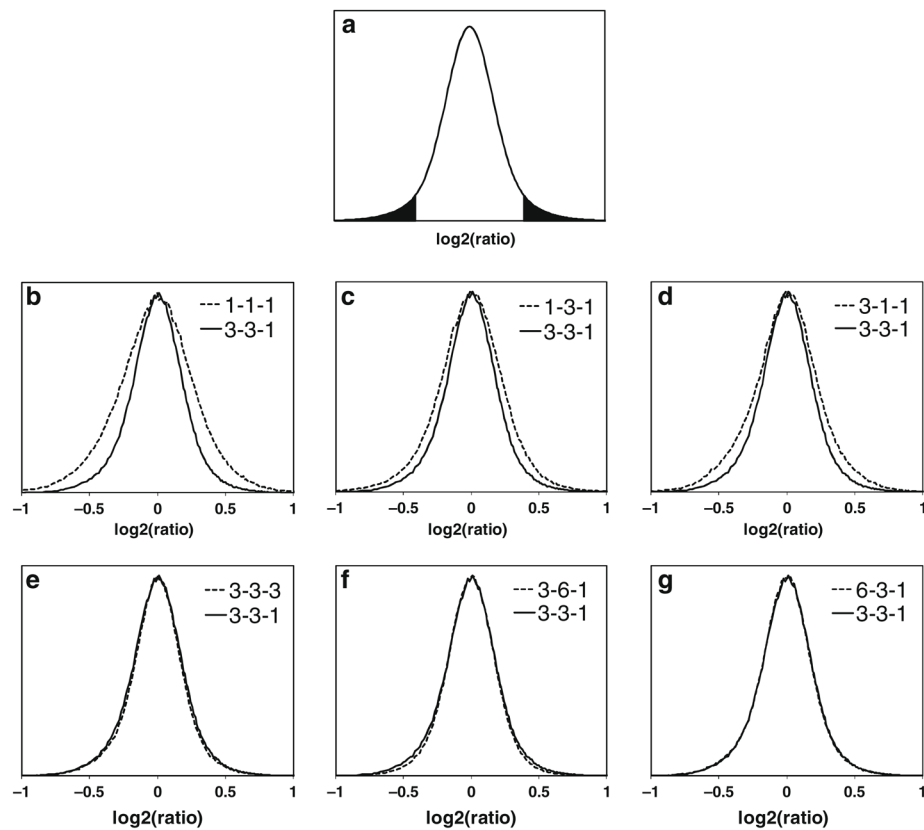 a
log2(ratio)
b
1-1-1
3-3-1
−1 −0.5 0 0.5 1
log2(ratio)
c
1-3-1
3-3-1
−1 −0.5 0 0.5 1
log2(ratio)
d
3-1-1
3-3-1
−1 −0.5 0 0.5 1
log2(ratio)
e
3-3-3
3-3-1
−1 −0.5 0 0.5 1
log2(ratio)
f
3-6-1
3-3-1
−1 −0.5 0 0.5 1
log2(ratio)
g
6-3-1
3-3-1
−1 −0.5 0 0.5 1
log2(ratio)